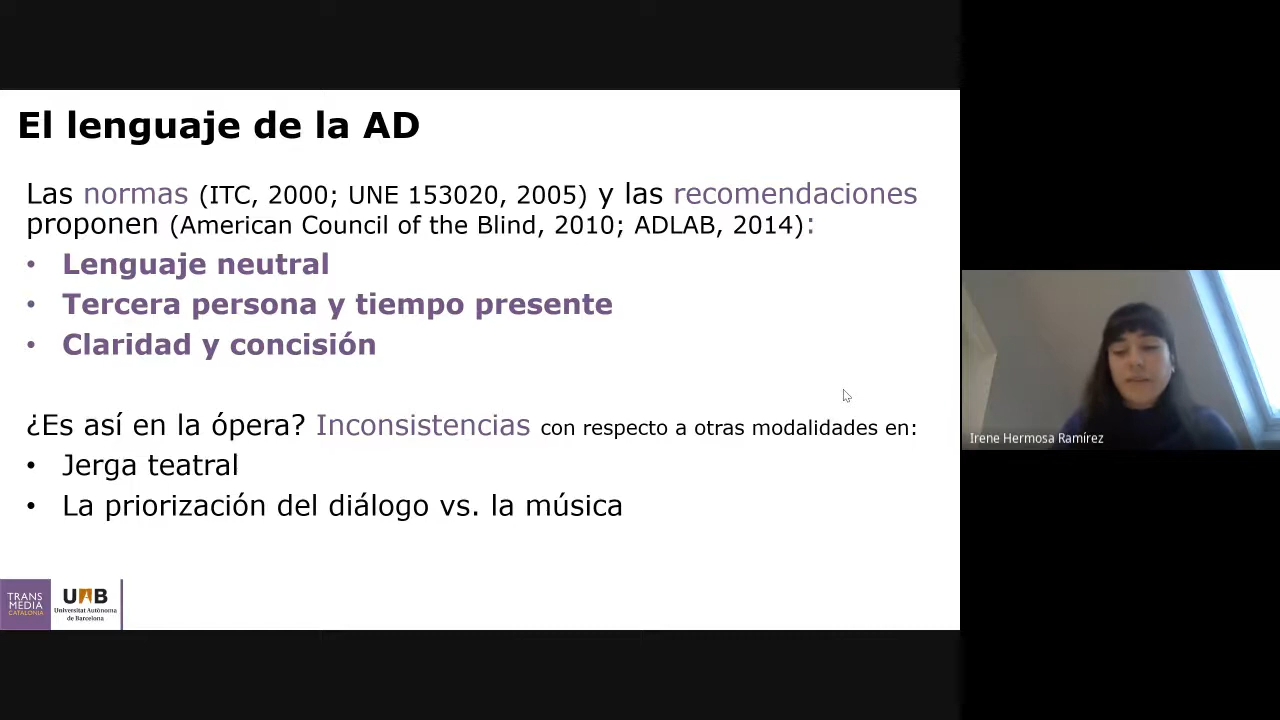 El lenguaje de la AD
Las normas (ITC, 2000; UNE 153020, 2005) y las recomendaciones
proponen (American Council of the Blind, 2010; ADLAB, 2014):
• Lenguaje neutral
• Tercera persona y tiempo presente
• Claridad y concisión
¿Es así en la ópera? Inconsistencias con respecto a otras modalidades en:
• Jerga teatral
• La priorización del diálogo vs. la música
TRANS
MEDIA
CATALONIA
UAB
Universitat Autònoma
de Barcelona
Irene Hermosa Ramírez